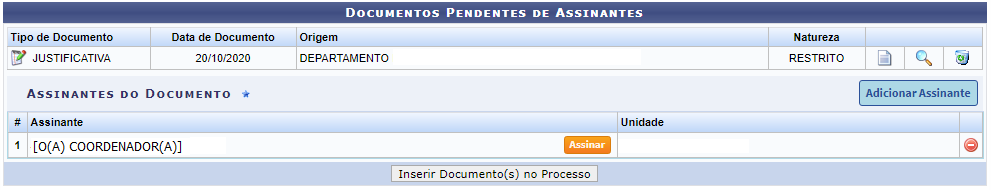 DOCUMENTOS PENDENTES DE ASSINANTES
Tipo de Documento Data de Documento Origem Natureza
JUSTIFICATIVA 20/10/2020 DEPARTAMENTO RESTRITO
ASSINANTES DO DOCUMENTO Adicionar Assinante
# Assinante Unidade
1 [O(A) COORDENADOR(A)] Assinar
Inserir Documento(s) no Processo